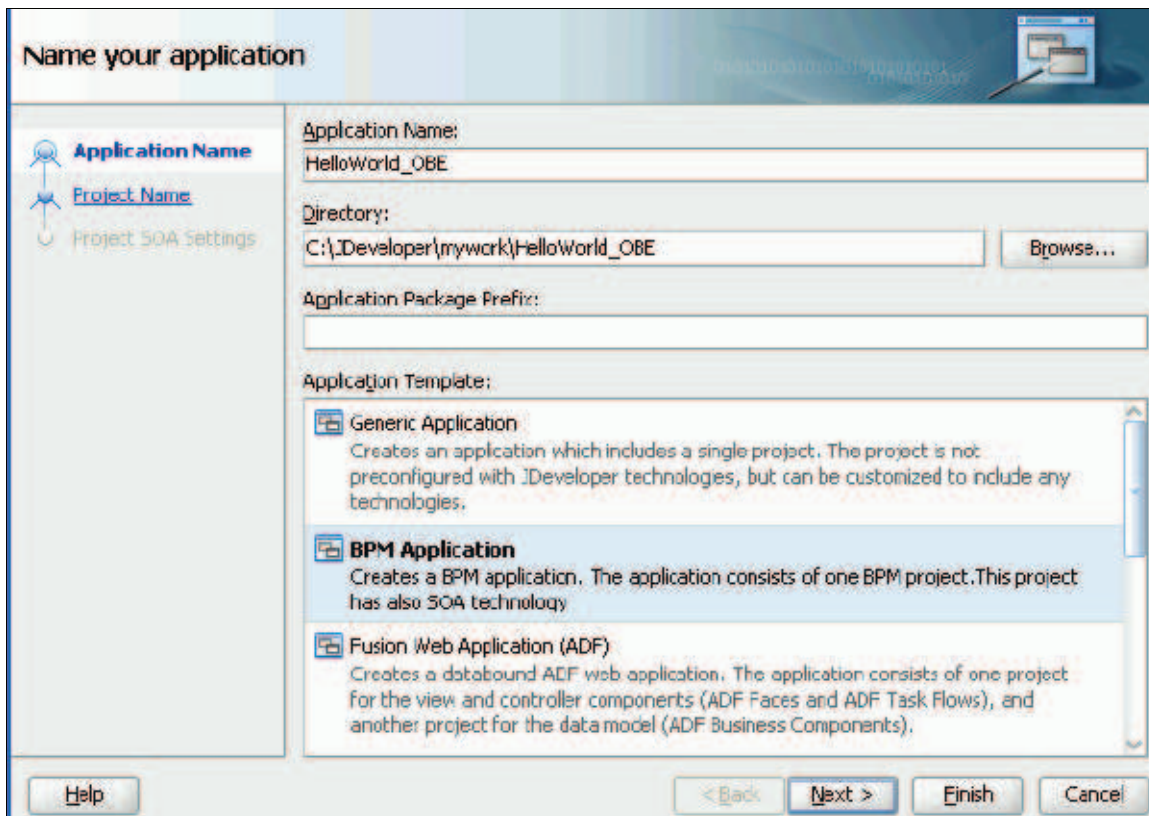 Name your application
Application Name
Project Name
Project SOA Settings
Application Name:
HelloWorld_OBE
Directory:
C:\JDeveloper\mywork\HelloWorld_OBE
Browse...
Application Package Prefix:
Application Template:
Generic Application
Creates an application which includes a single project. The project is not
preconfigured with JDeveloper technologies, but can be customized to include any
technologies.
BPM Application
Creates a BPM application. The application consists of one BPM project.This project
has also SOA technology
Fusion Web Application (ADF)
Creates a databound ADF web application. The application consists of one project
for the view and controller components (ADF Faces and ADF Task Flows), and
another project for the data model (ADF Business Components).
Help
< Back
Next >
Finish
Cancel